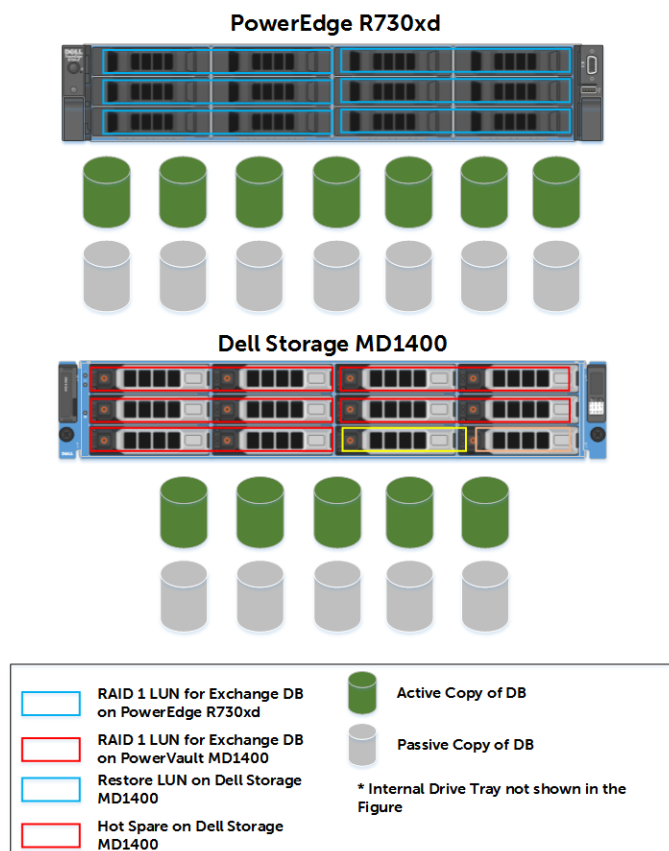 PowerEdge R730xd
DELL
Dell Storage MD1400
DELL
RAID 1 LUN for Exchange DB
on PowerEdge R730xd
RAID 1 LUN for Exchange DB
on PowerVault MD1400
Restore LUN on Dell Storage
MD1400
Hot Spare on Dell Storage
MD1400
Active Copy of DB
Passive Copy of DB
* Internal Drive Tray not shown in the
Figure